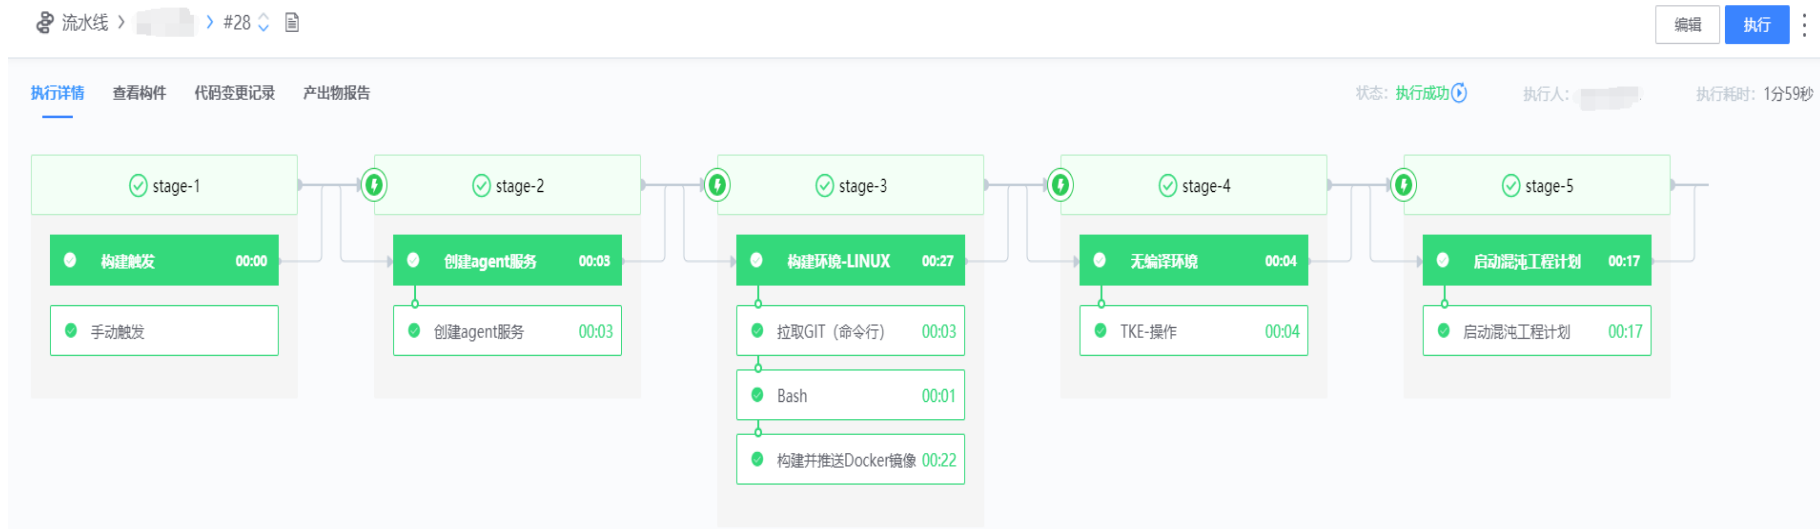 流水线 #28 编辑 执行
执行详情 查看构件 代码变更记录 产出物报告 状态: 执行成功 执行人: 执行耗时: 1分59秒
stage-1 stage-2 stage-3 stage-4 stage-5
构建触发 00:00 创建agent服务 00:03 构建环境-LINUX 00:27 无编译环境 00:04 启动混沌工程计划 00:17
手动触发 创建agent服务 00:03 拉取GIT（命令行） 00:03 TKE-操作 00:04 启动混沌工程计划 00:17
Bash 00:01
构建并推送Docker镜像 00:22